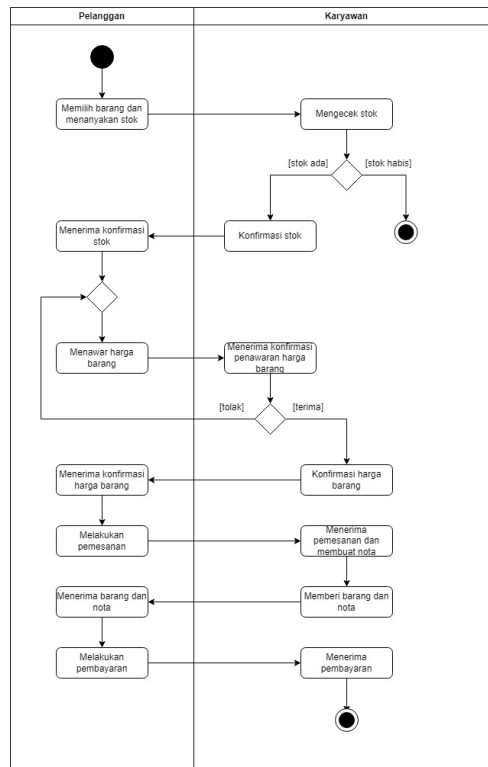 Pelanggan
Karyawan
Memilih barang dan
menanyakan stok
Mengecek stok
[stok ada]
[stok habis]
Menerima konfirmasi
stok
Konfirmasi stok
Menawar harga
barang
Menerima konfirmasi
penawaran harga
barang
[tolak]
[terima]
Menerima konfirmasi
harga barang
Konfirmasi harga
barang
Melakukan
pemesanan
Menerima
pemesanan dan
membuat nota
Menerima barang dan
nota
Memberi barang dan
nota
Melakukan
pembayaran
Menerima
pembayaran